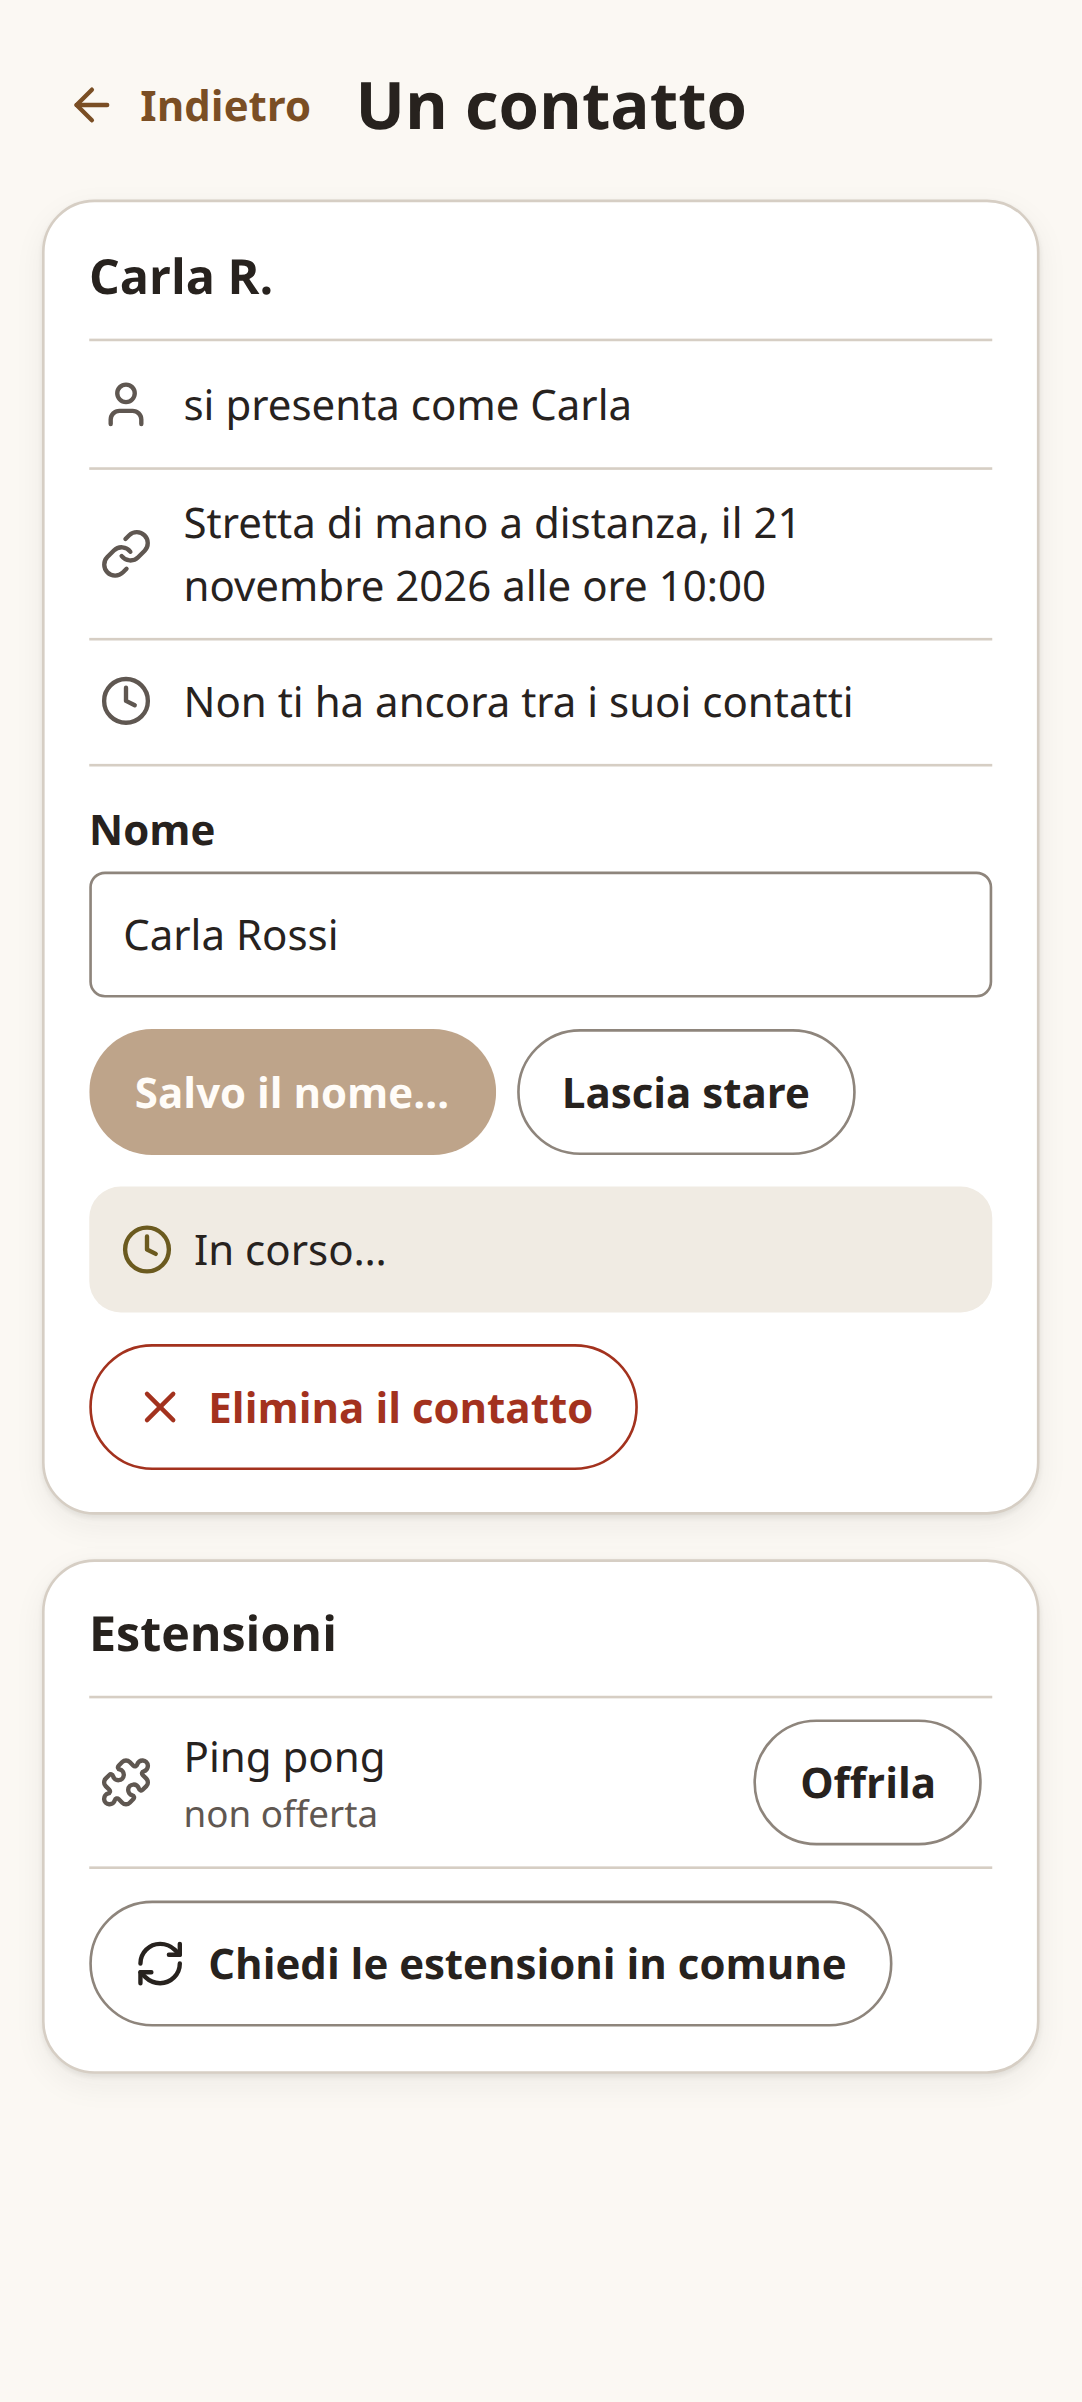 Indietro
Un contatto
Carla R.
si presenta come Carla
Stretta di mano a distanza, il 21
novembre 2026 alle ore 10:00
Non ti ha ancora tra i suoi contatti
Nome
Carla Rossi
Salvo il nome...
Lascia stare
In corso...
Elimina il contatto
Estensioni
Ping pong
non offerta
Offrila
Chiedi le estensioni in comune